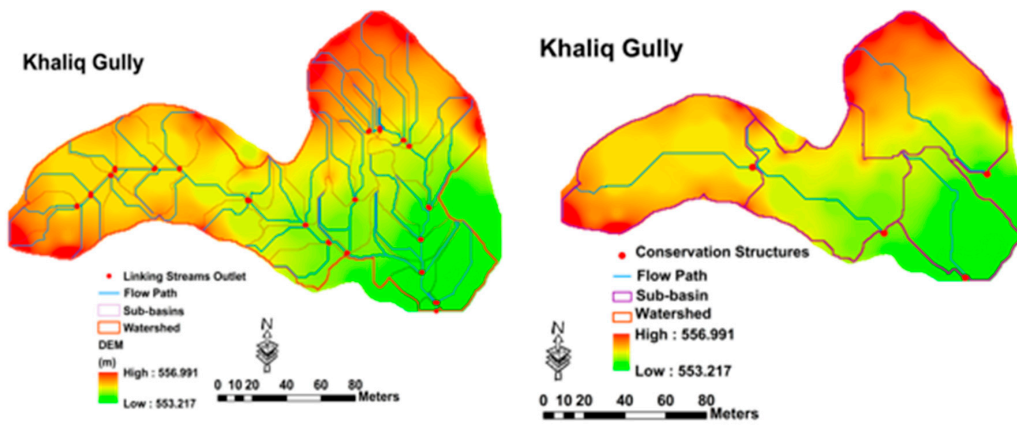 Khaliq Gully
Linking Streams Outlet
Flow Path
Sub-basins
Watershed
DEM
(m)
High : 556.991
Low : 553.217
N
0 10 20 40 60 80
Meters
Khaliq Gully
Conservation Structures
Flow Path
Sub-basin
Watershed
High : 556.991
Low : 553.217
N
0 10 20 40 60 80
Meters